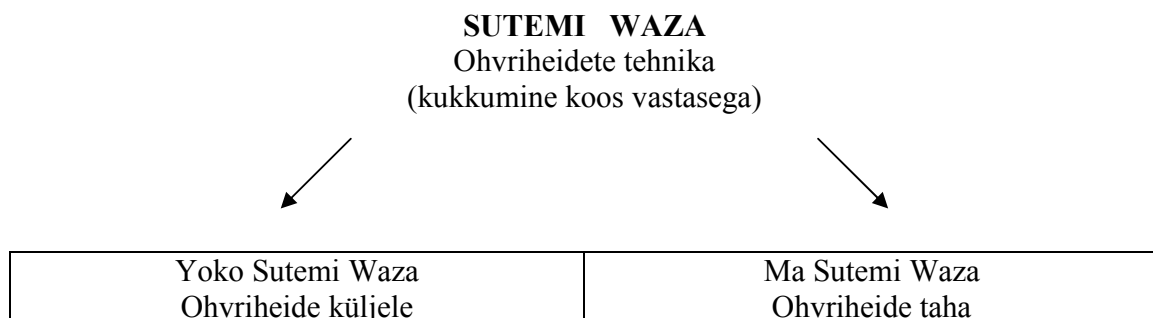 SUTEMI WAZA
Ohvriheidete tehnika
(kukkumine koos vastasega)
Yoko Sutemi Waza
Ohvriheide küljele
Ma Sutemi Waza
Ohvriheide taha